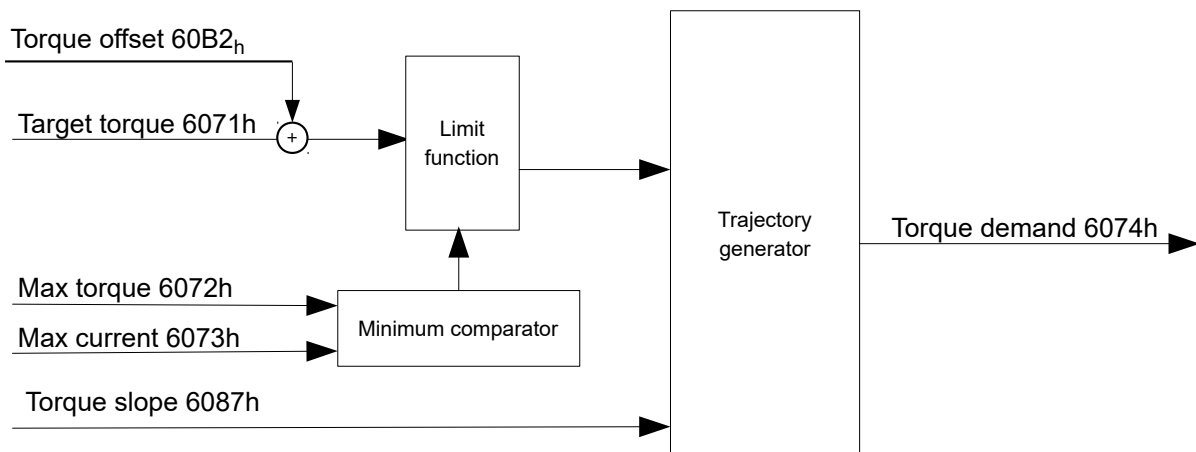 Torque offset 60B2h
Target torque 6071h
+
Limit
function
Trajectory
generator
Torque demand 6074h
Max torque 6072h
Max current 6073h
Minimum comparator
Torque slope 6087h